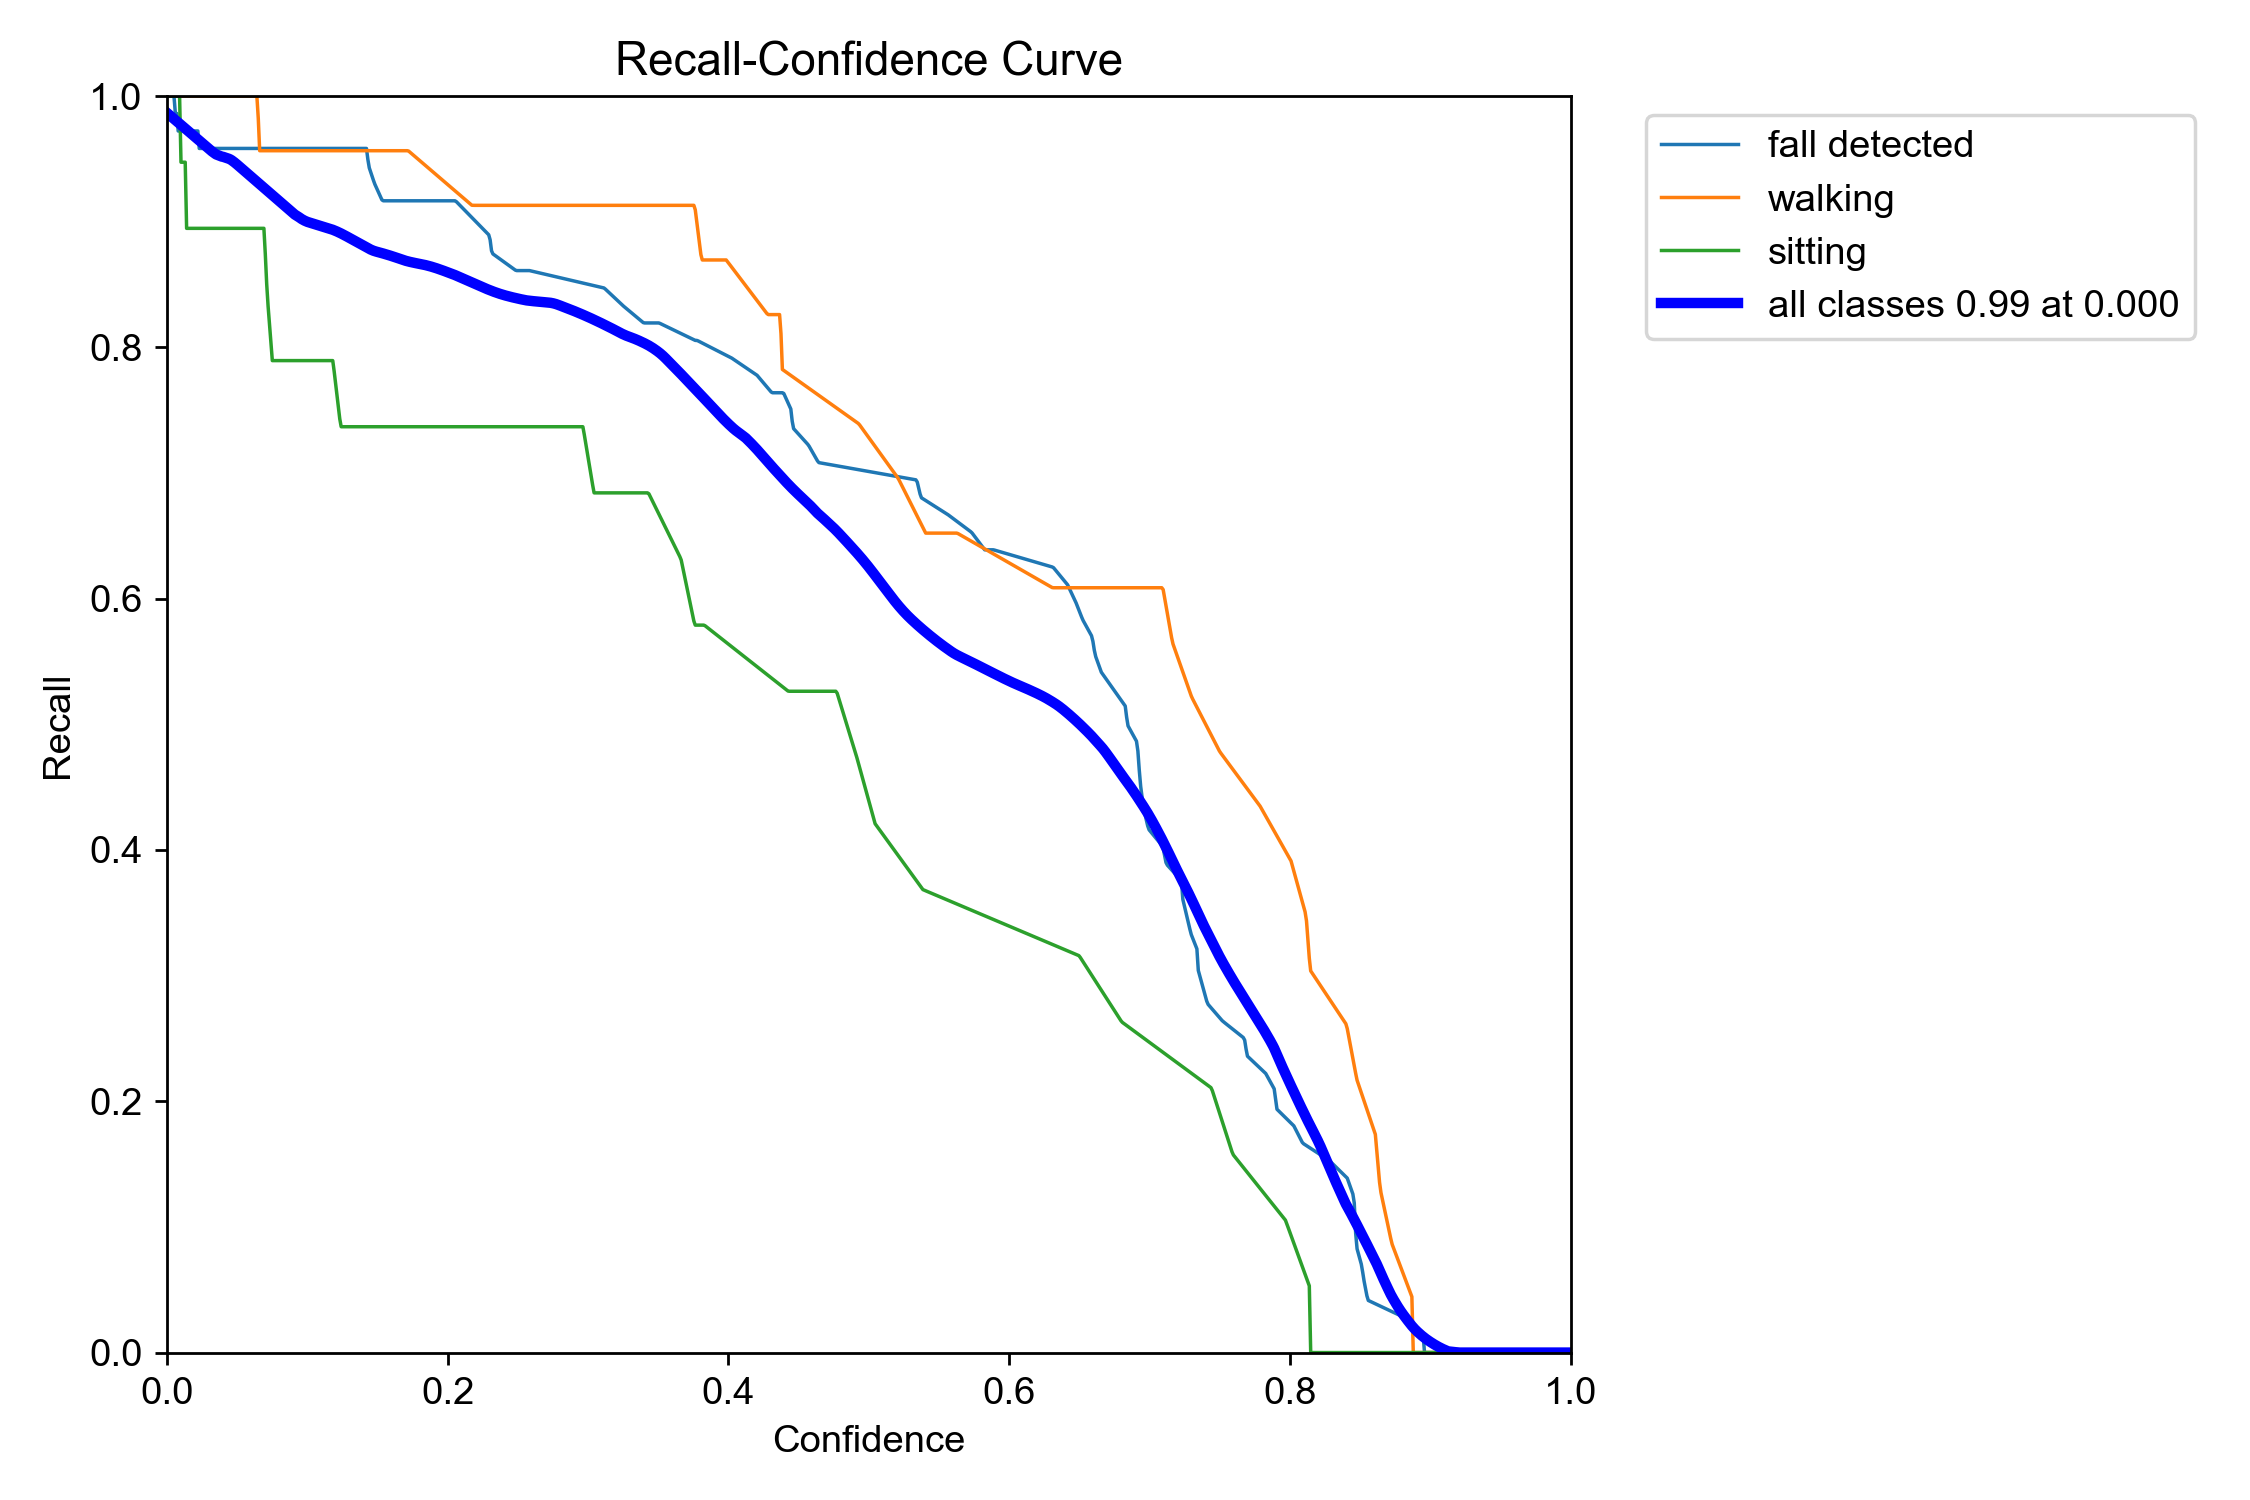 Recall-Confidence Curve
1.0
0.8
0.6
0.4
0.2
0.0
Recall
0.0 0.2 0.4 0.6 0.8 1.0
Confidence
fall detected
walking
sitting
all classes 0.99 at 0.000